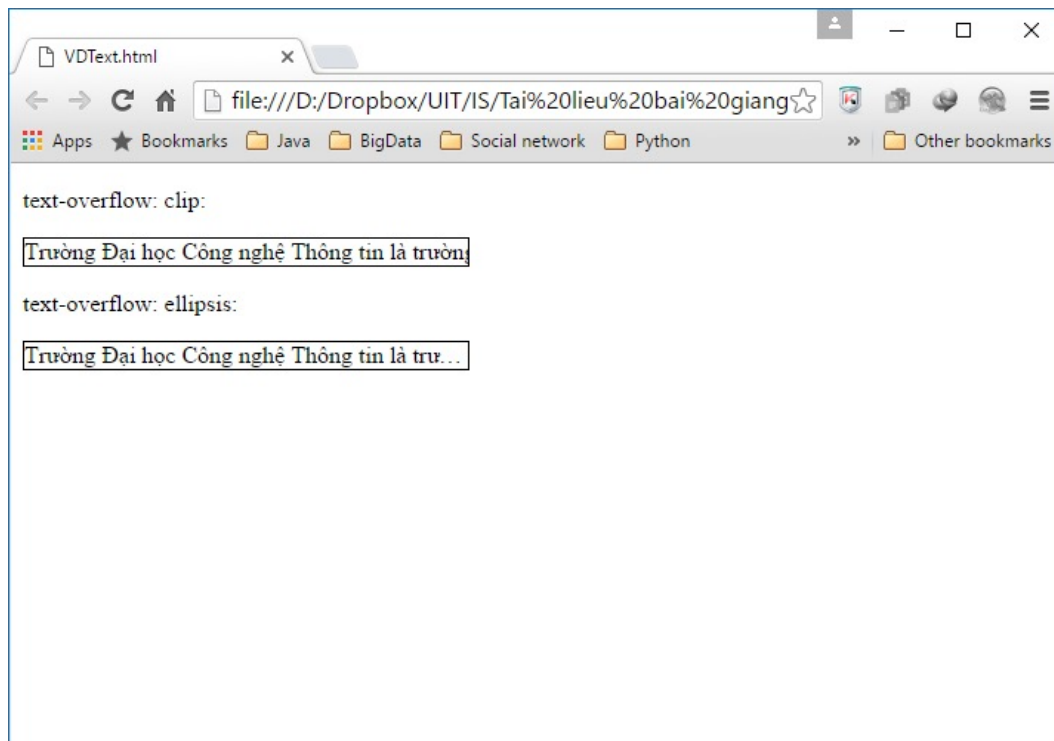 VDText.html
file:///D:/Dropbox/UIT/IS/Tai%20lieu%20bai%20giang
Apps Bookmarks Java BigData Social network Python » Other bookmarks
text-overflow: clip:
Trường Đại học Công nghệ Thông tin là trường
text-overflow: ellipsis:
Trường Đại học Công nghệ Thông tin là trư…